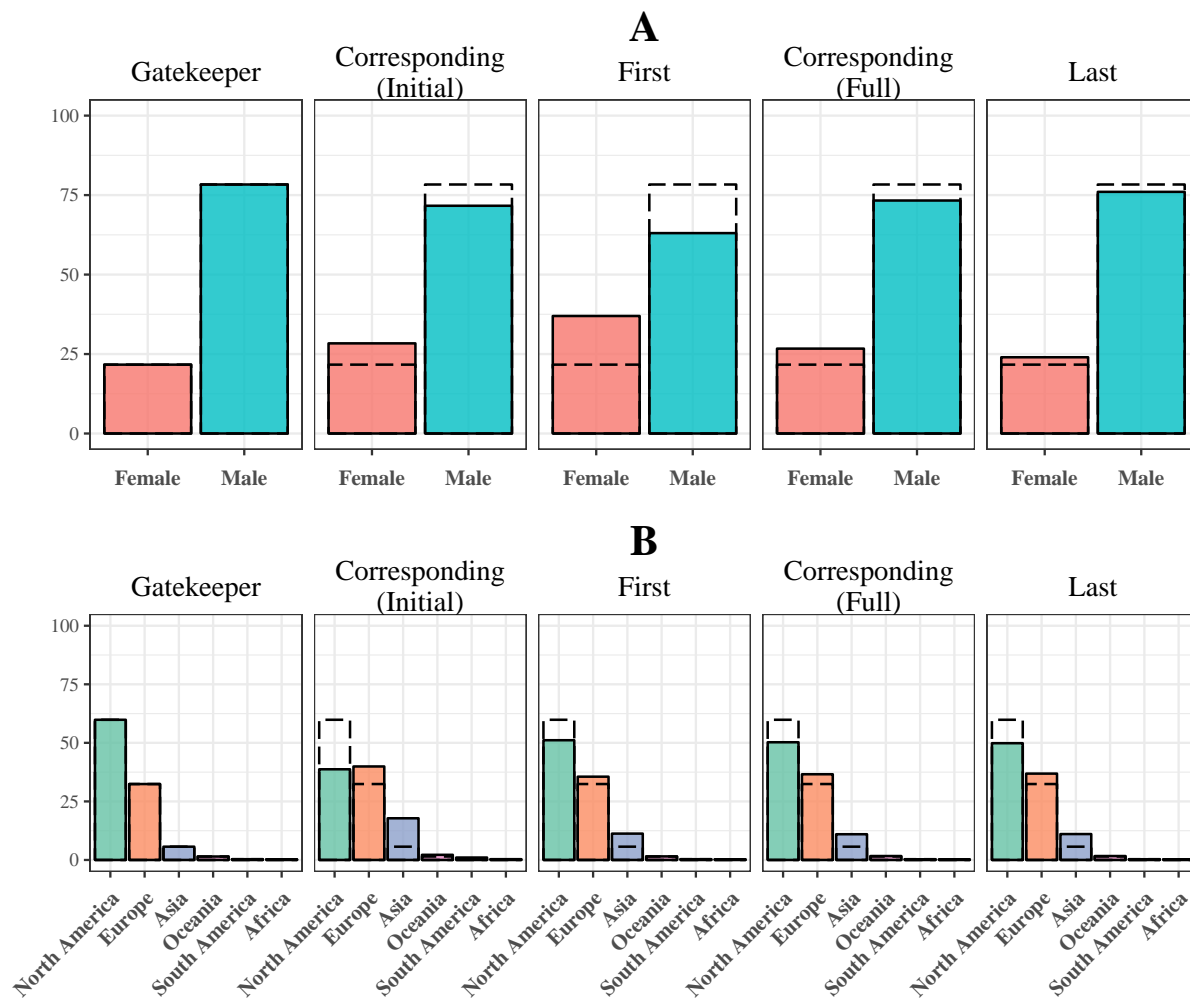 A
Gatekeeper
Corresponding
(Initial)
First
Corresponding
(Full)
Last
100
75
50
25
0
Female Male Female Male Female Male Female Male Female Male
B
Gatekeeper
Corresponding
(Initial)
First
Corresponding
(Full)
Last
100
75
50
25
0
North America Europe Asia Oceania South America Africa North America Europe Asia Oceania South America Africa North America Europe Asia Oceania South America Africa North America Europe Asia Oceania South America Africa North America Europe Asia Oceania South America Africa